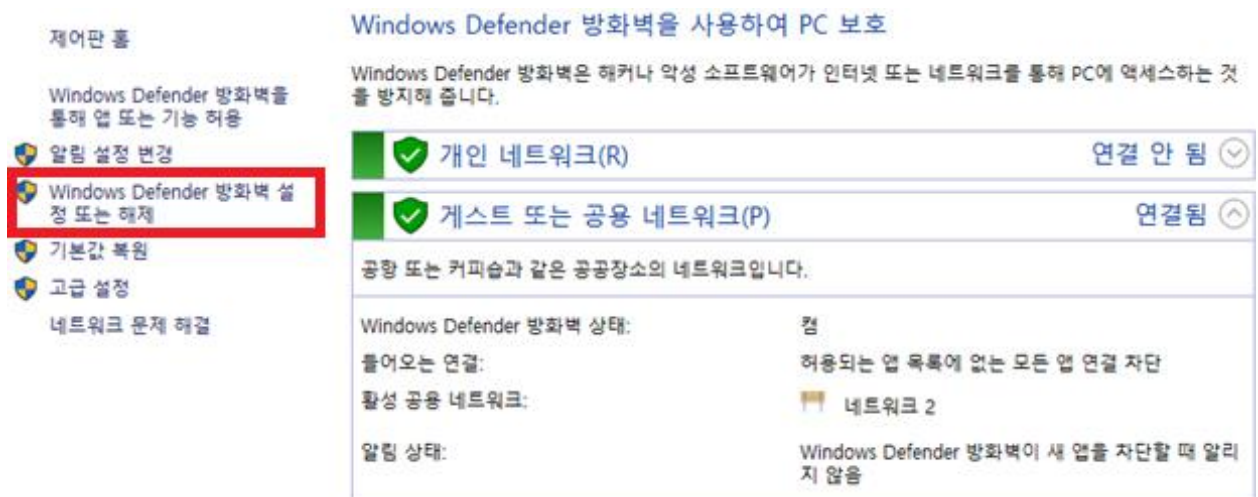 제어판 홈
Windows Defender 방화벽을
통해 앱 또는 기능 허용
알림 설정 변경
Windows Defender 방화벽 설
정 또는 해제
기본값 복원
고급 설정
네트워크 문제 해결
Windows Defender 방화벽을 사용하여 PC 보호
Windows Defender 방화벽은 해커나 악성 소프트웨어가 인터넷 또는 네트워크를 통해 PC에 액세스하는 것
을 방지해 줍니다.
개인 네트워크(R) 연결 안 됨
게스트 또는 공용 네트워크(P) 연결됨
공항 또는 커피숍과 같은 공공장소의 네트워크입니다.
Windows Defender 방화벽 상태: 켬
들어오는 연결: 허용되는 앱 목록에 없는 모든 앱 연결 차단
활성 공용 네트워크: 네트워크 2
알림 상태: Windows Defender 방화벽이 새 앱을 차단할 때 알리
지 않음